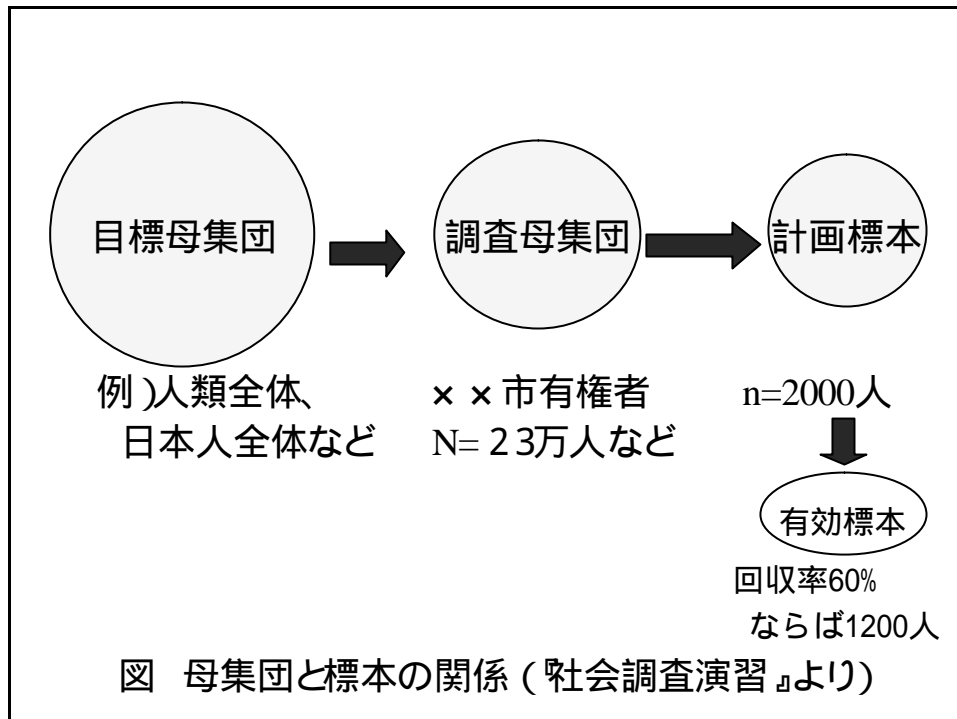 目標母集団
調査母集団
計画標本
例)人類全体、
日本人全体など
××市有権者
N=23万人など
n=2000人
有効標本
回収率60%
ならば1200人
図 母集団と標本の関係(『社会調査演習』より)